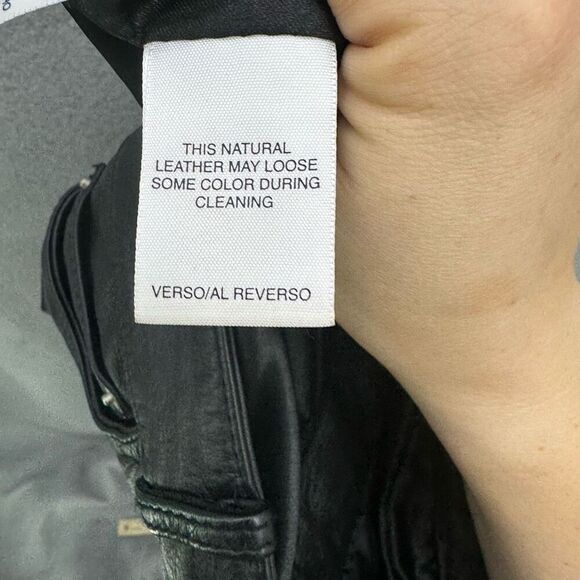 THIS NATURAL
LEATHER MAY LOOSE
SOME COLOR DURING
CLEANING
VERSO/AL REVERSO